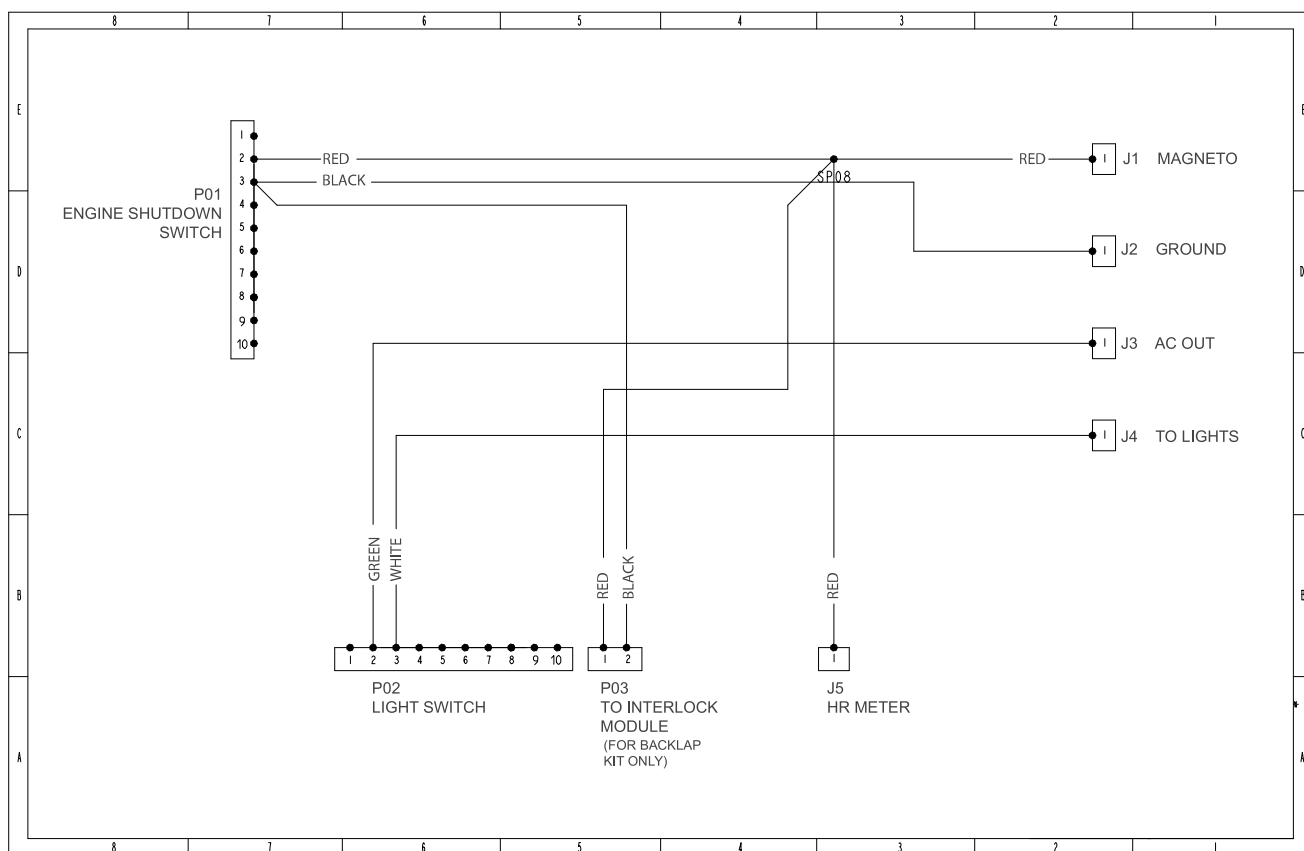 8 7 6 5 4 3 2 1
E E
1
2 RED RED 1 J1 MAGNETO
SP08
3 BLACK
P01
ENGINE SHUTDOWN
SWITCH
4
5
6 1 J2 GROUND
D D
7
8
9
10 1 J3 AC OUT
C C
1 J4 TO LIGHTS
GREEN WHITE RED BLACK RED
B B
1 2 3 4 5 6 7 8 9 10 1 2 1
P02
LIGHT SWITCH
P03
TO INTERLOCK
MODULE
(FOR BACKLAP
KIT ONLY)
J5
HR METER
A A
8 7 6 5 4 3 2 1